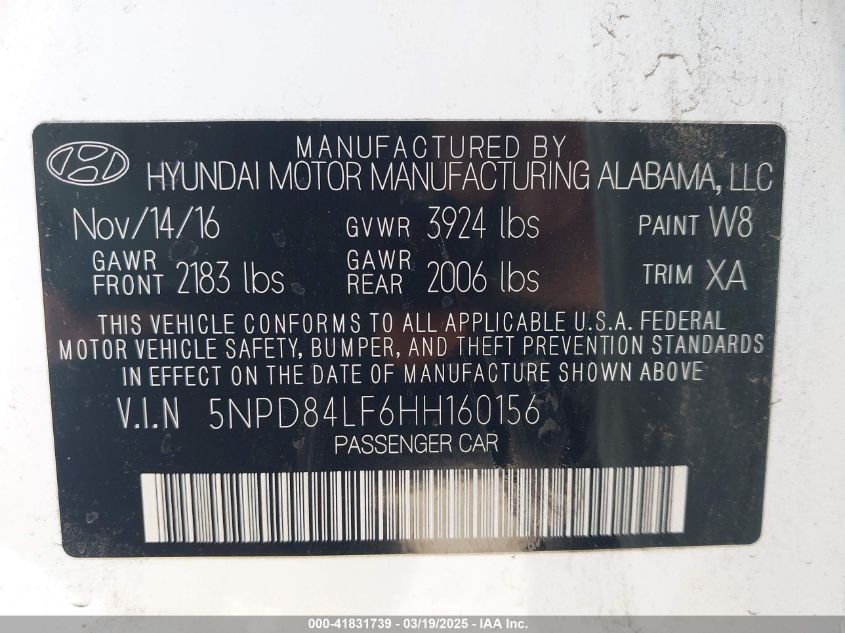 MANUFACTURED BY
HYUNDAI MOTOR MANUFACTURING ALABAMA, LLC
Nov/14/16 GVWR 3924 lbs PAINT W8
GAWR FRONT 2183 lbs GAWR REAR 2006 lbs TRIM XA
THIS VEHICLE CONFORMS TO ALL APPLICABLE U.S.A. FEDERAL
MOTOR VEHICLE SAFETY, BUMPER, AND THEFT PREVENTION STANDARDS
IN EFFECT ON THE DATE OF MANUFACTURE SHOWN ABOVE
V.I.N 5NPD84LF6HH160156
PASSENGER CAR
000-41831739 - 03/19/2025 - IAA Inc.